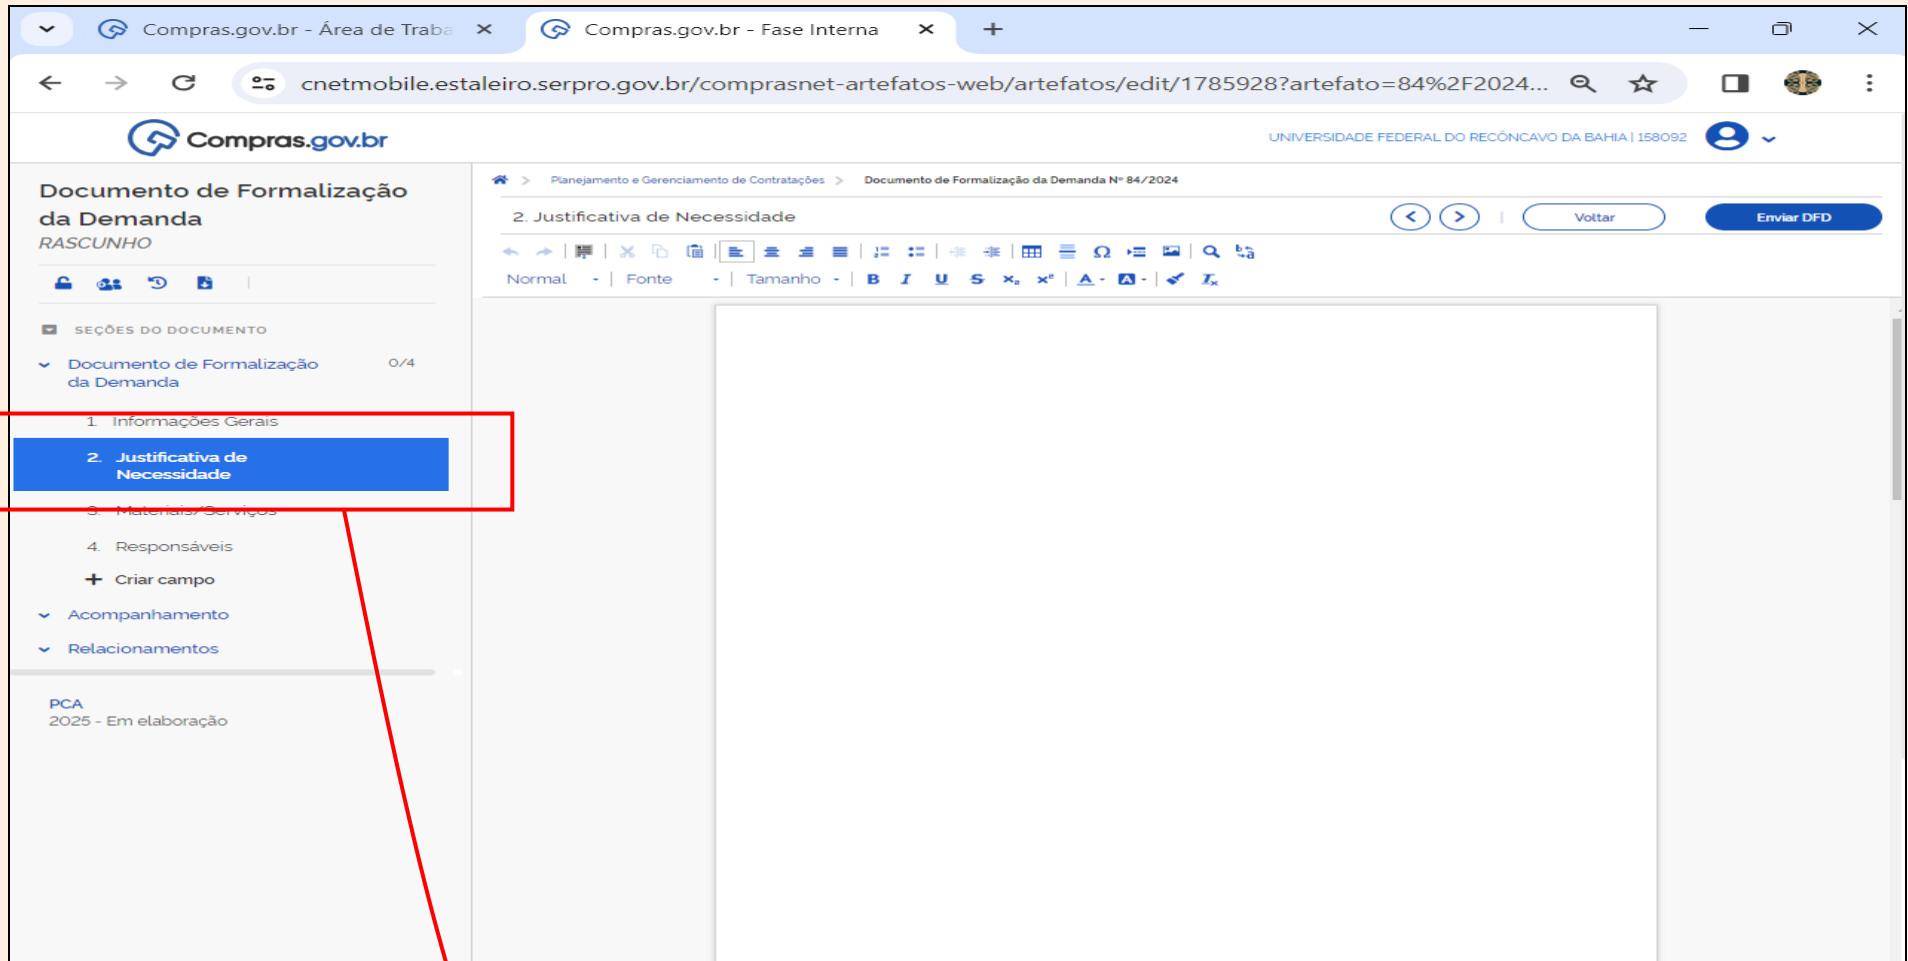 Compras.gov.br - Área de Traba
Compras.gov.br - Fase Interna
cnetmobile.estaleiro.serpro.gov.br/comprasnet-artefatos-web/artefatos/edit/1785928?artefato=84%2F2024...
Compras.gov.br
UNIVERSIDADE FEDERAL DO RECÔNCAVO DA BAHIA | 158092
Documento de Formalização
da Demanda
RASCUNHO
Planejamento e Gerenciamento de Contratações > Documento de Formalização da Demanda Nº 84/2024
2. Justificativa de Necessidade
Voltar
Enviar DFD
Normal
Fonte
Tamanho
SEÇÕES DO DOCUMENTO
Documento de Formalização 0/4
da Demanda
1. Informações Gerais
2. Justificativa de
Necessidade
3. Materiais/Serviços
4. Responsáveis
+ Criar campo
Acompanhamento
Relacionamentos
PCA
2025 - Em elaboração